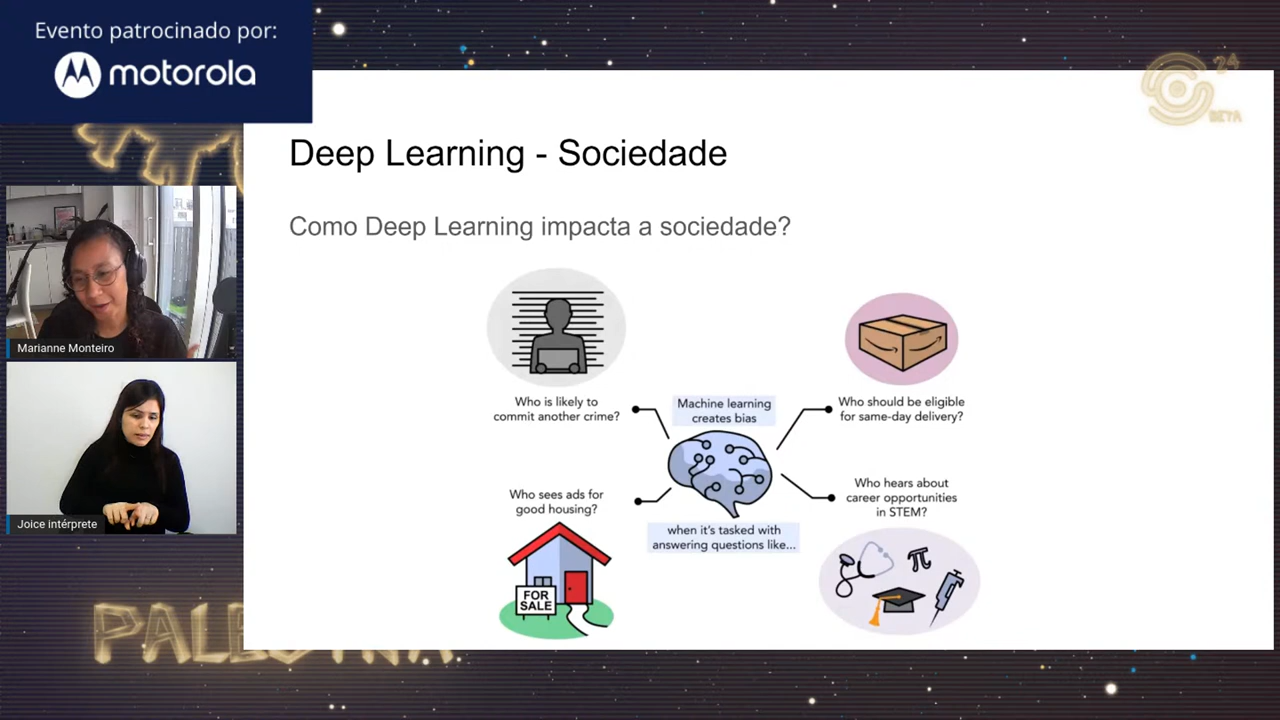 Evento patrocinado por:
motorola
24
BETA
Deep Learning - Sociedade
Como Deep Learning impacta a sociedade?
Marianne Monteiro
Joice intérprete
Who is likely to
commit another crime?
Machine learning
creates bias
Who should be eligible
for same-day delivery?
Who sees ads for
good housing?
when it's tasked with
answering questions like...
Who hears about
career opportunities
in STEM?
FOR
SALE
π